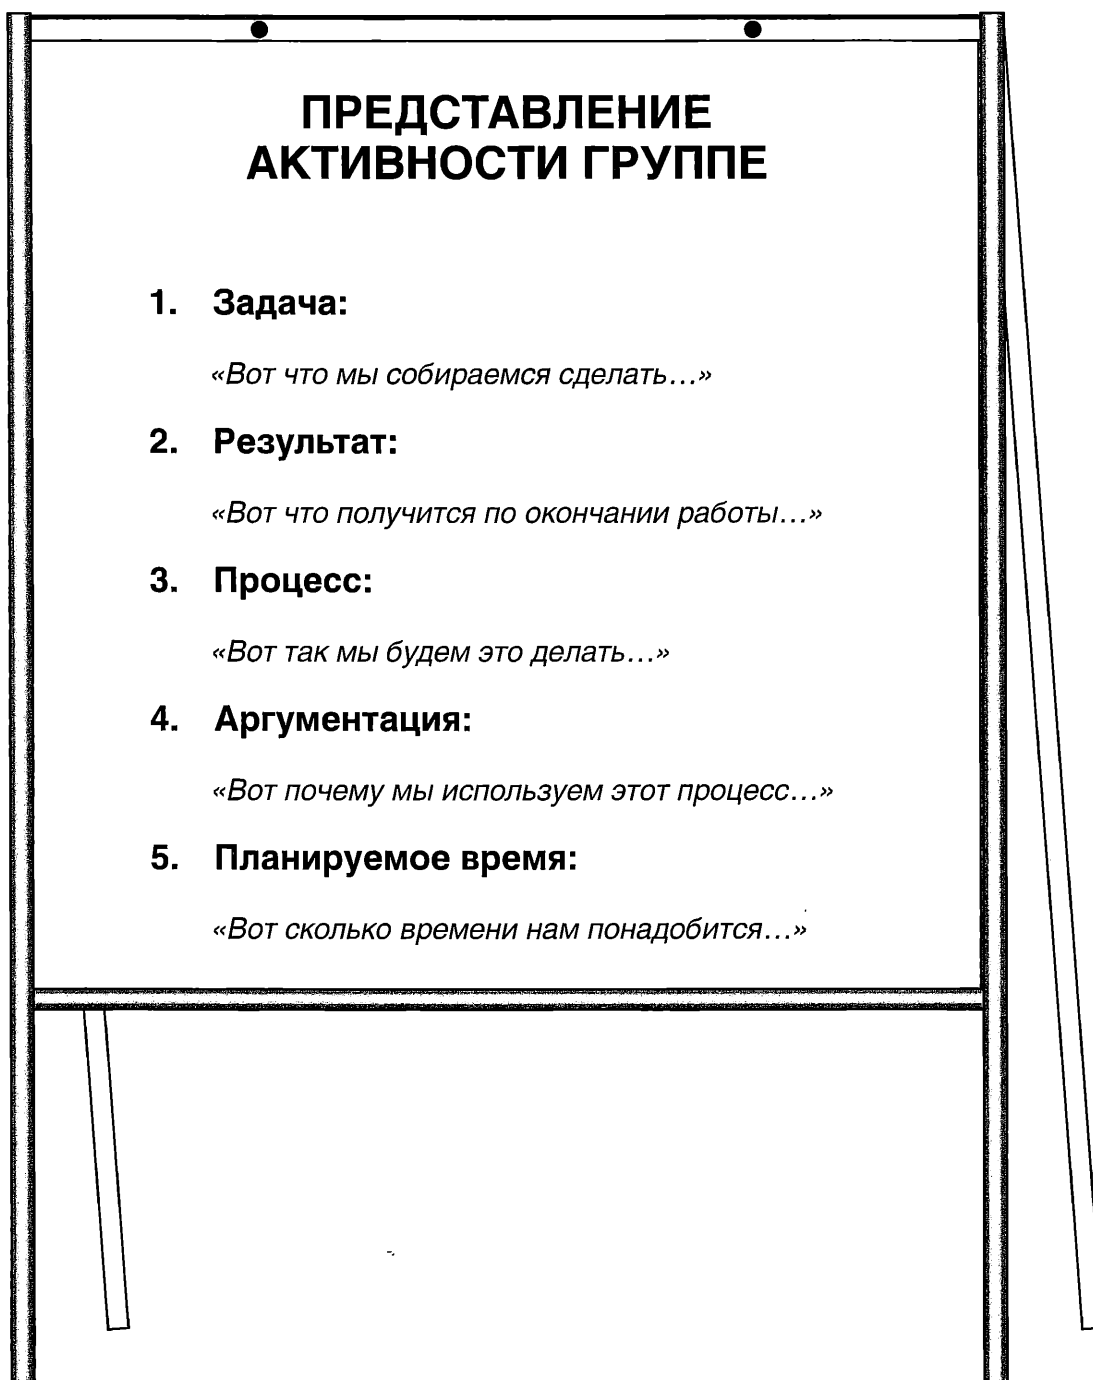 ПРЕДСТАВЛЕНИЕ
АКТИВНОСТИ ГРУППЕ
1. Задача:
«Вот что мы собираемся сделать...»
2. Результат:
«Вот что получится по окончании работы...»
3. Процесс:
«Вот так мы будем это делать...»
4. Аргументация:
«Вот почему мы используем этот процесс...»
5. Планируемое время:
«Вот сколько времени нам понадобится...»